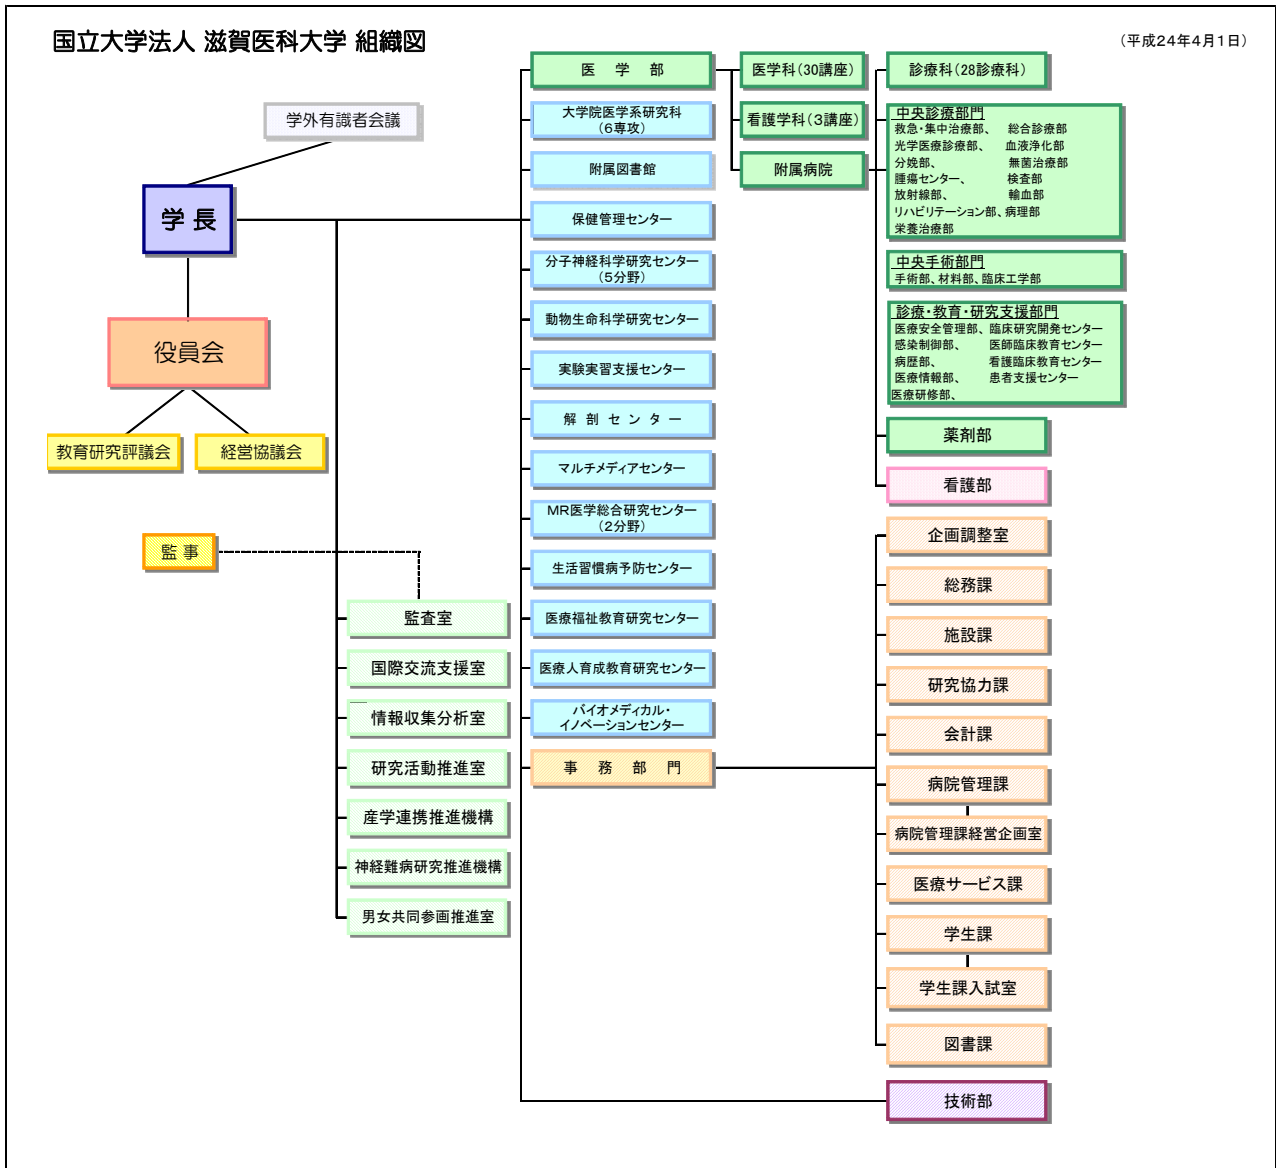 国立大学法人 滋賀医科大学 組織図
（平成24年4月1日）
学外有識者会議
学 長
役員会
教育研究評議会
経営協議会
監 事
監査室
国際交流支援室
情報収集分析室
研究活動推進室
産学連携推進機構
神経難病研究推進機構
男女共同参画推進室
医 学 部
大学院医学系研究科
（6専攻）
附属図書館
保健管理センター
分子神経科学研究センター
（5分野）
動物生命科学研究センター
実験実習支援センター
解 剖 セ ン タ ー
マルチメディアセンター
MR医学総合研究センター
（2分野）
生活習慣病予防センター
医療福祉教育研究センター
医療人育成教育研究センター
バイオメディカル・
イノベーションセンター
事 務 部 門
医学科（30講座）
看護学科（3講座）
附属病院
診療科（28診療科）
中央診療部門
救急・集中治療部、 総合診療部
光学医療診療部、 血液浄化部
分娩部、 無菌治療部
腫瘍センター、 検査部
放射線部、 輸血部
リハビリテーション部、病理部
栄養治療部
中央手術部門
手術部、材料部、臨床工学部
診療・教育・研究支援部門
医療安全管理部、臨床研究開発センター
感染制御部、 医師臨床教育センター
病歴部、 看護臨床教育センター
医療情報部、 患者支援センター
医療研修部、
薬剤部
看護部
企画調整室
総務課
施設課
研究協力課
会計課
病院管理課
病院管理課経営企画室
医療サービス課
学生課
学生課入試室
図書課
技術部